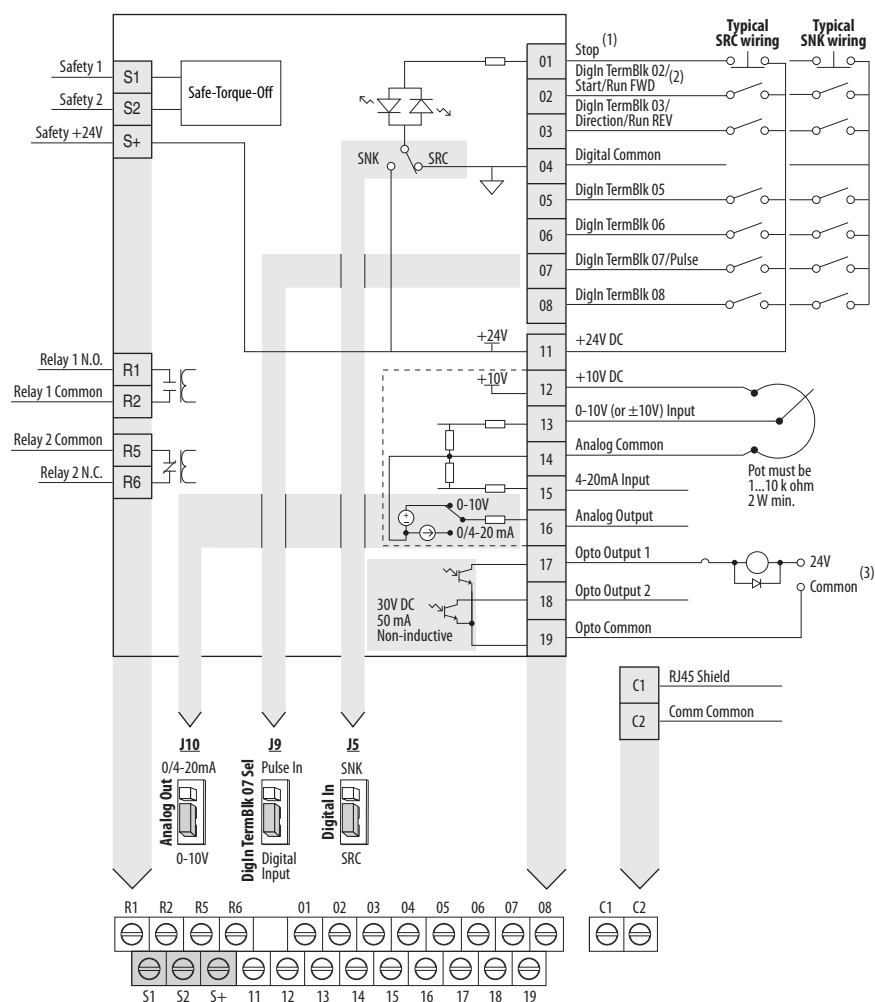 Typical
SRC wiring
Typical
SNK wiring
Safety 1
S1
Safety 2
S2
Safety +24V
S+
Safe-Torque-Off
SNK
SRC
01
Stop (1)
02
DigIn TermBlk 02/(2)
Start/Run FWD
03
DigIn TermBlk 03/
Direction/Run REV
04
Digital Common
05
DigIn TermBlk 05
06
DigIn TermBlk 06
07
DigIn TermBlk 07/Pulse
08
DigIn TermBlk 08
+24V
11
+24V DC
+10V
12
+10V DC
13
0-10V (or ±10V) Input
14
Analog Common
15
4-20mA Input
16
Analog Output
Pot must be
1...10 k ohm
2 W min.
0-10V
0/4-20 mA
Relay 1 N.O.
R1
Relay 1 Common
R2
Relay 2 Common
R5
Relay 2 N.C.
R6
17
Opto Output 1
18
Opto Output 2
19
Opto Common
24V
Common (3)
30V DC
50 mA
Non-inductive
C1
RJ45 Shield
C2
Comm Common
J10
0/4-20mA
Analog Out
0-10V
J9
Pulse In
DigIn TermBlk 07 Sel
Digital
Input
J5
SNK
Digital In
SRC
R1 R2 R5 R6 01 02 03 04 05 06 07 08
C1 C2
S1 S2 S+ 11 12 13 14 15 16 17 18 19